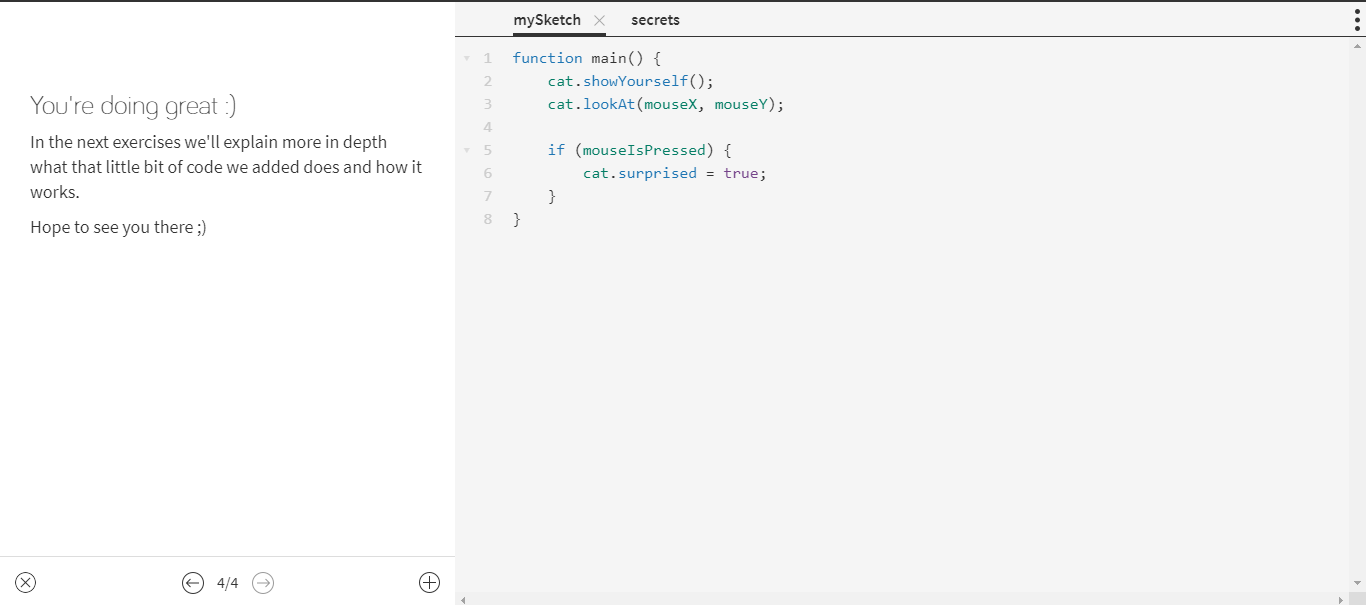 You're doing great :)
In the next exercises we'll explain more in depth
what that little bit of code we added does and how it
works.
Hope to see you there ;)
4/4
mySketch secrets
1 function main() {
2     cat.showYourself();
3     cat.lookAt(mouseX, mouseY);
4
5     if (mouseIsPressed) {
6         cat.surprised = true;
7     }
8 }